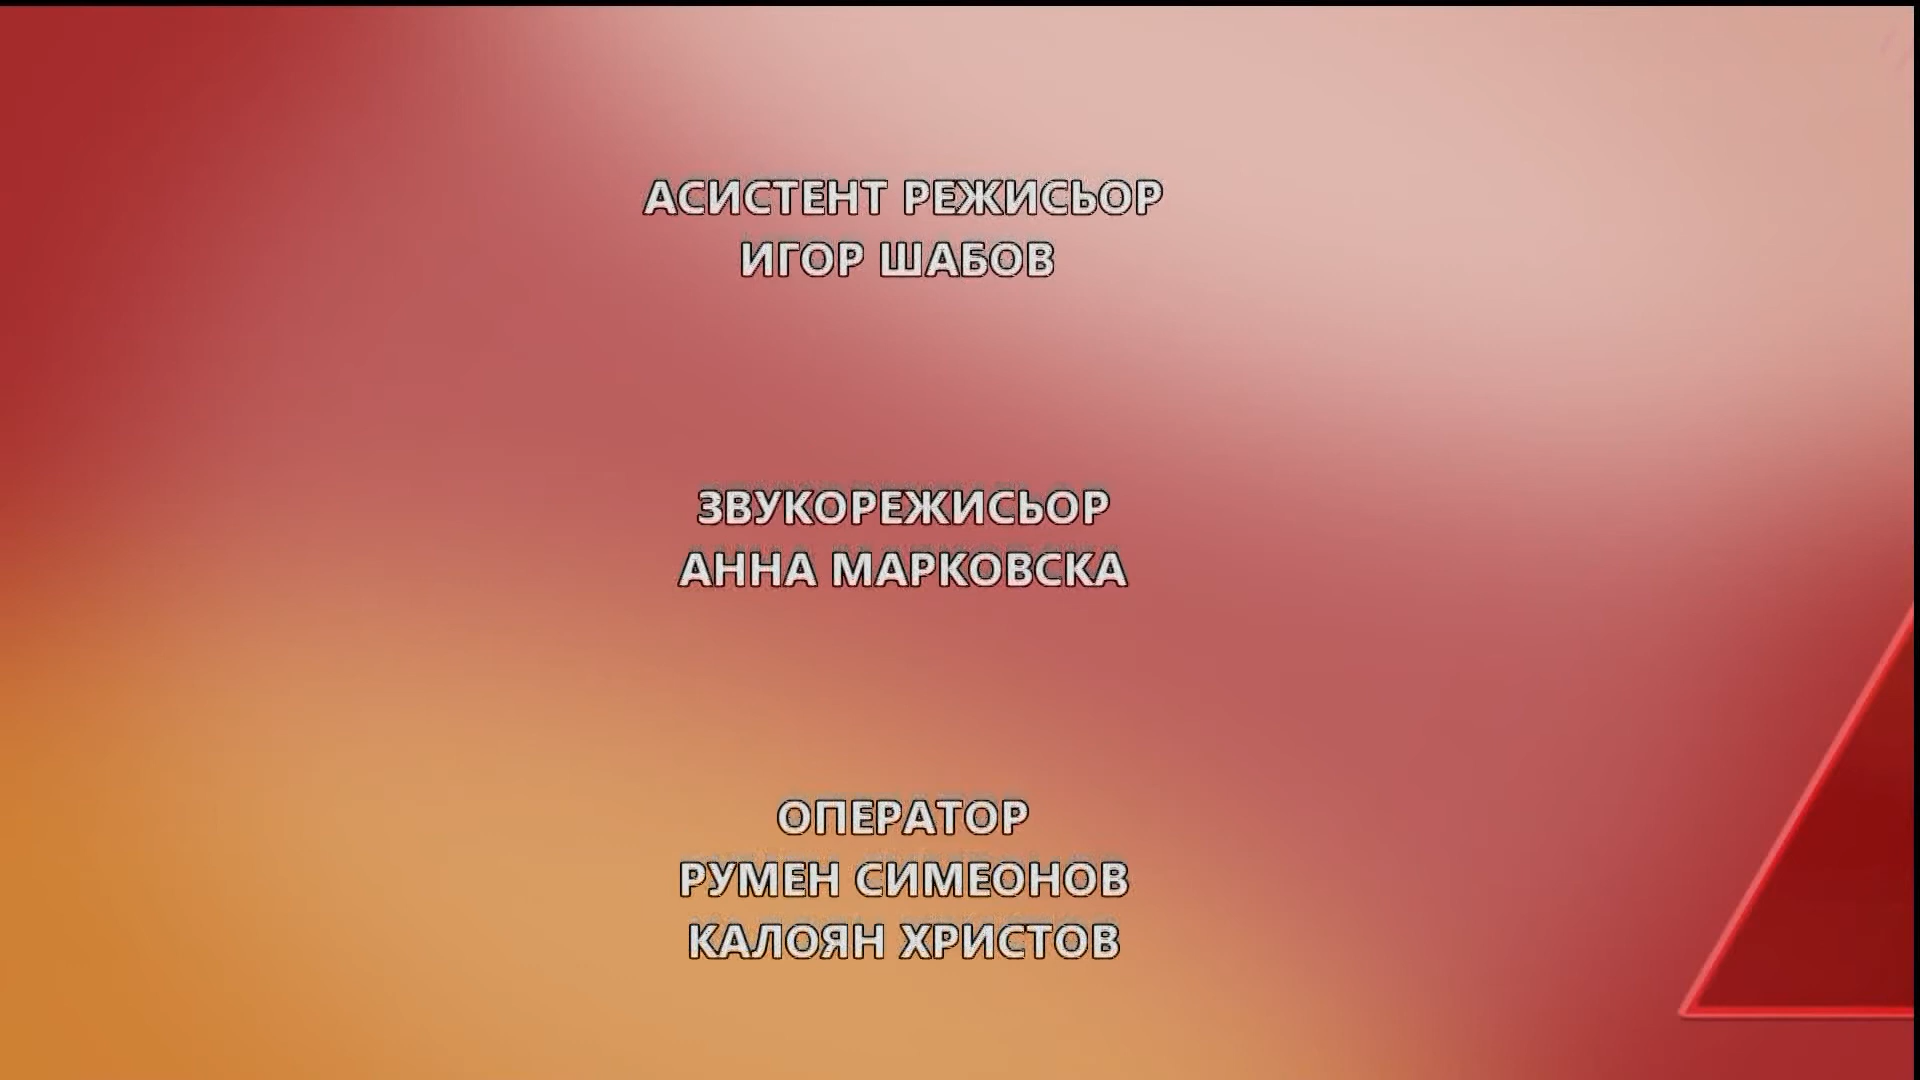 АСИСТЕНТ РЕЖИСЬОР
ИГОР ШАБОВ
ЗВУКОРЕЖИСЬОР
АННА МАРКОВСКА
ОПЕРАТОР
РУМЕН СИМЕОНОВ
КАЛОЯН ХРИСТОВ